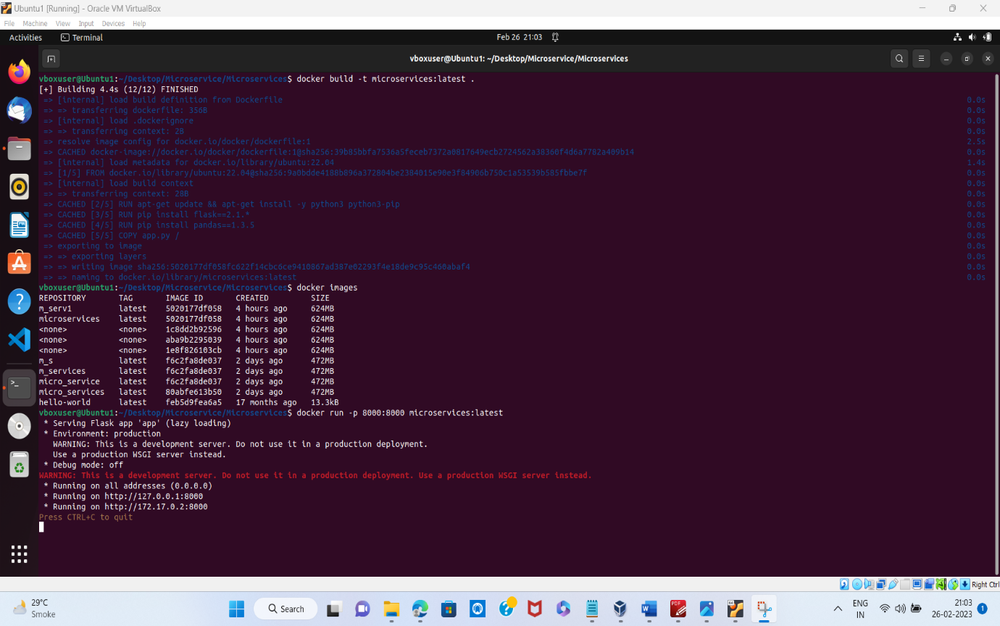 Ubuntu1 [Running] - Oracle VM VirtualBox
File Machine View Input Devices Help
Activities Terminal Feb 26 21:03
vboxuser@Ubuntu1: ~/Desktop/Microservice/Microservices
vboxuser@Ubuntu1:~/Desktop/Microservice/Microservices$ docker build -t microservices:latest .
[+] Building 4.4s (12/12) FINISHED
=> [internal] load build definition from Dockerfile 0.0s
=> => transferring dockerfile: 356B 0.0s
=> [internal] load .dockerignore 0.0s
=> => transferring context: 2B 0.0s
=> resolve image config for docker.io/docker/dockerfile:1 2.5s
=> CACHED docker-image://docker.io/docker/dockerfile:1@sha256:39b85bbfa7536a5feceb7372a0817649ecb2724562a38360f4d6a7782a409b14 0.0s
=> [internal] load metadata for docker.io/library/ubuntu:22.04 1.4s
=> [1/5] FROM docker.io/library/ubuntu:22.04@sha256:9a0bdde4188b896a372804be2384015e90e3f84906b750c1a53539b585fbbe7f 0.0s
=> [internal] load build context 0.0s
=> => transferring context: 28B 0.0s
=> CACHED [2/5] RUN apt-get update && apt-get install -y python3 python3-pip 0.0s
=> CACHED [3/5] RUN pip install flask==2.1.* 0.0s
=> CACHED [4/5] RUN pip install pandas==1.3.5 0.0s
=> CACHED [5/5] COPY app.py / 0.0s
=> exporting to image 0.0s
=> => exporting layers 0.0s
=> => writing image sha256:5020177df058fc622f14cbc6ce9410867ad387e02293f4e18de9c95c460abaf4 0.0s
=> => naming to docker.io/library/microservices:latest 0.0s
vboxuser@Ubuntu1:~/Desktop/Microservice/Microservices$ docker images
REPOSITORY TAG IMAGE ID CREATED SIZE
m_serv1 latest 5020177df058 4 hours ago 624MB
microservices latest 5020177df058 4 hours ago 624MB
<none> <none> 1c8dd2b92596 4 hours ago 624MB
<none> <none> aba9b2295039 4 hours ago 624MB
<none> <none> 1e8f826103cb 4 hours ago 624MB
m_s latest f6c2fa8de037 2 days ago 472MB
m_services latest f6c2fa8de037 2 days ago 472MB
micro_service latest f6c2fa8de037 2 days ago 472MB
micro_services latest 80abfe613b50 2 days ago 472MB
hello-world latest feb5d9fea6a5 17 months ago 13.3kB
vboxuser@Ubuntu1:~/Desktop/Microservice/Microservices$ docker run -p 8000:8000 microservices:latest
* Serving Flask app 'app' (lazy loading)
* Environment: production
WARNING: This is a development server. Do not use it in a production deployment.
Use a production WSGI server instead.
* Debug mode: off
WARNING: This is a development server. Do not use it in a production deployment. Use a production WSGI server instead.
* Running on all addresses (0.0.0.0)
* Running on http://127.0.0.1:8000
* Running on http://172.17.0.2:8000
Press CTRL+C to quit
Right Ctrl
29°C
Smoke
Search
ENG
IN
21:03
26-02-2023
1